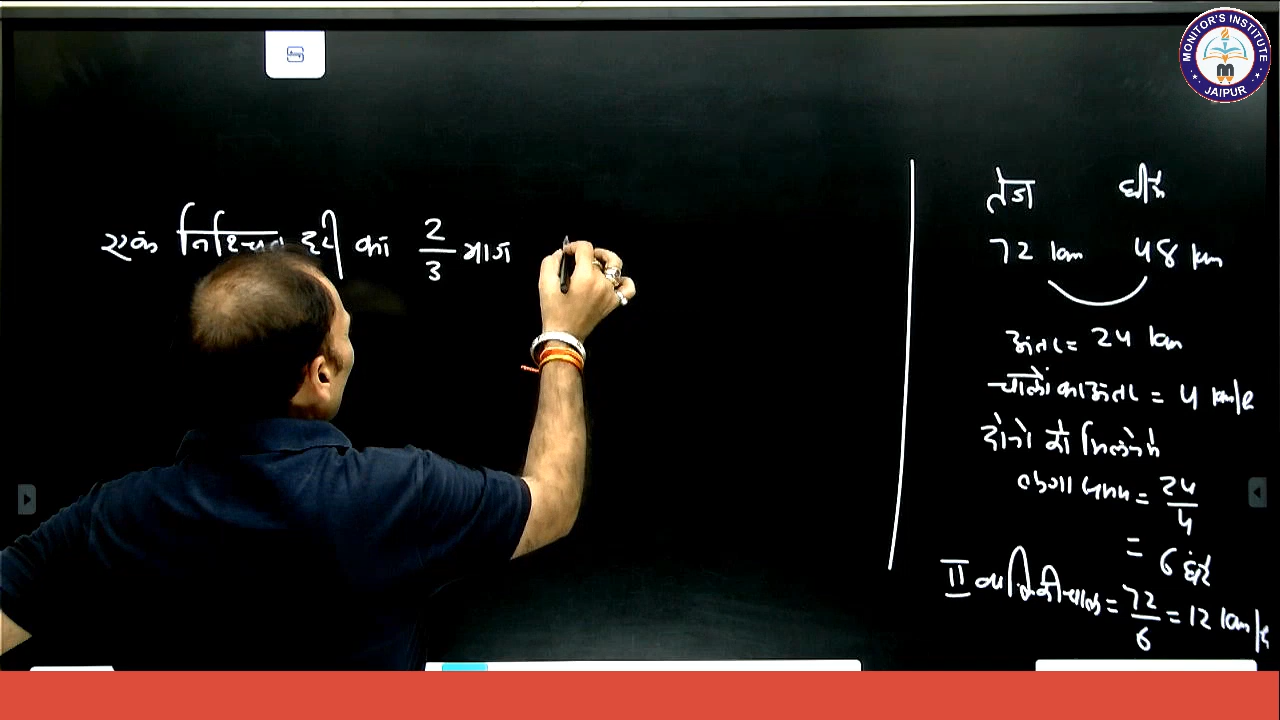 एक निश्चित दूरी का 2/3 भाग
तेज धीरे
72 km 48 km
अंतर = 24 km
चालों का अंतर = 4 km/h
दोनों को मिलने में
लगा समय = 24/4
= 6 घंटे
II व्यक्ति की चाल = 72/6 = 12 km/h
MONITOR'S INSTITUTE
JAIPUR